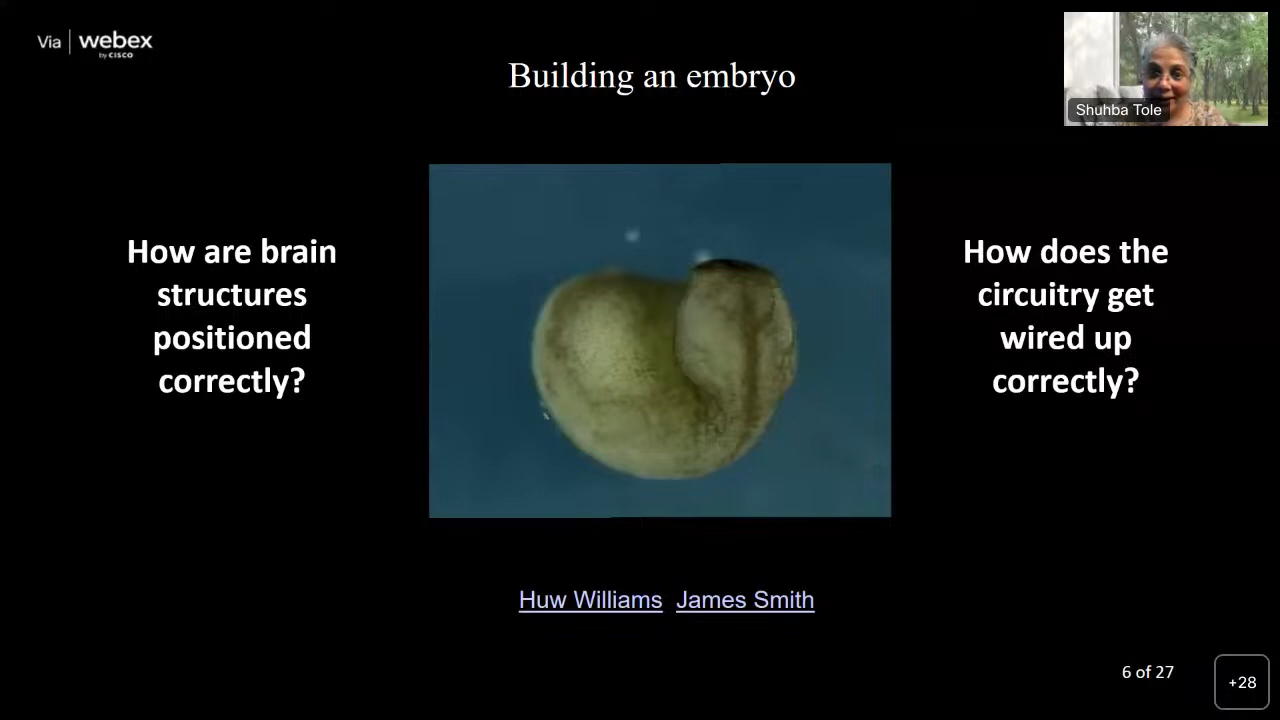 Via webex
by CISCO
Building an embryo
Shuhba Tole
How are brain
structures
positioned
correctly?
How does the
circuitry get
wired up
correctly?
Huw Williams James Smith
6 of 27
+28